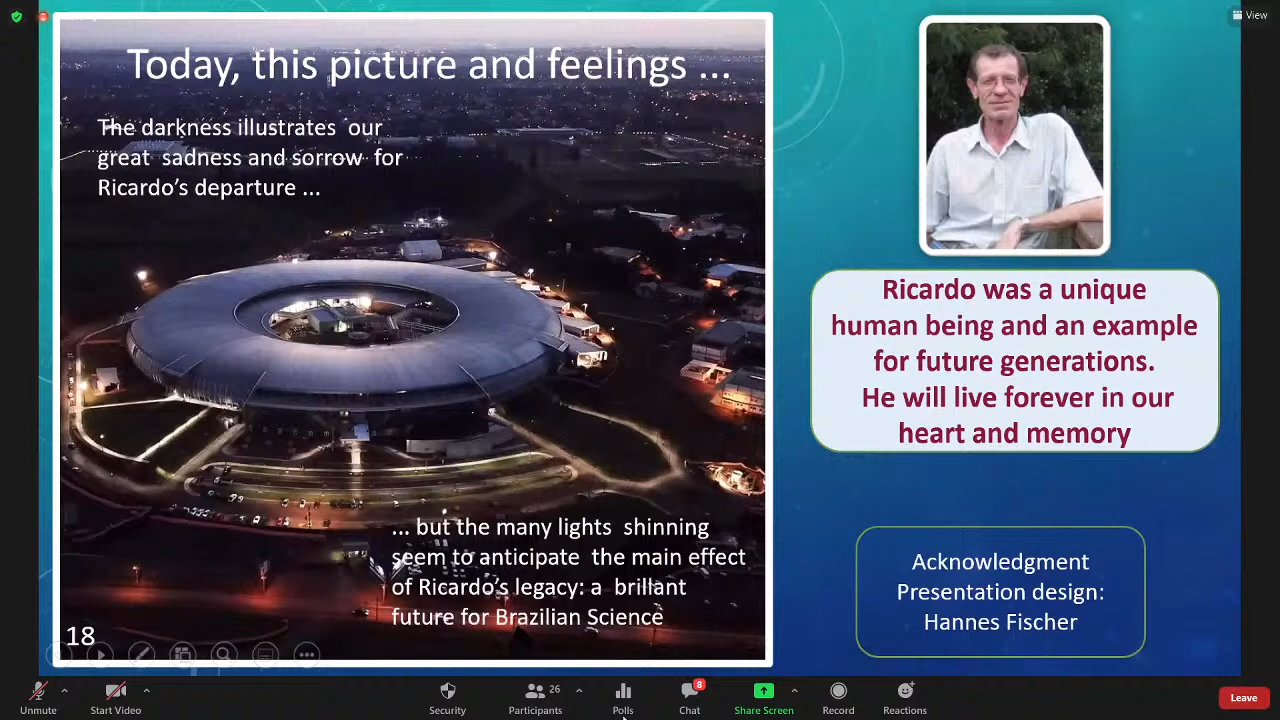 View
Today, this picture and feelings ...
The darkness illustrates our
great sadness and sorrow for
Ricardo's departure ...
... but the many lights shinning
seem to anticipate the main effect
of Ricardo's legacy: a brillant
future for Brazilian Science
18
Ricardo was a unique
human being and an example
for future generations.
He will live forever in our
heart and memory
Acknowledgment
Presentation design:
Hannes Fischer
Unmute
Start Video
Security
Participants 26
Polls
Chat 8
Share Screen
Record
Reactions
Leave